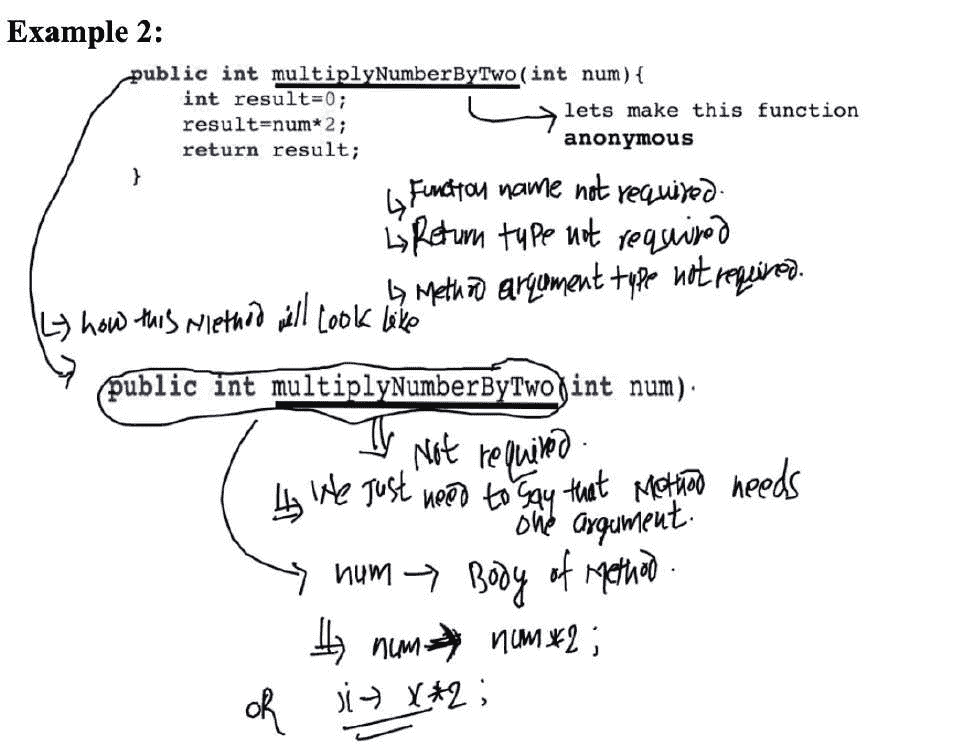 Example 2:
public int multiplyNumberByTwo(int num){
int result=0;
result=num*2;
return result;
}
lets make this function
anonymous
Function name not required.
Return type not required
Method argument type not required.
how this Method will look like
public int multiplyNumberByTwo(int num).
Not required.
We just need to say that Method needs
one argument.
num → Body of Method.
num → num*2;
OR x → x*2;